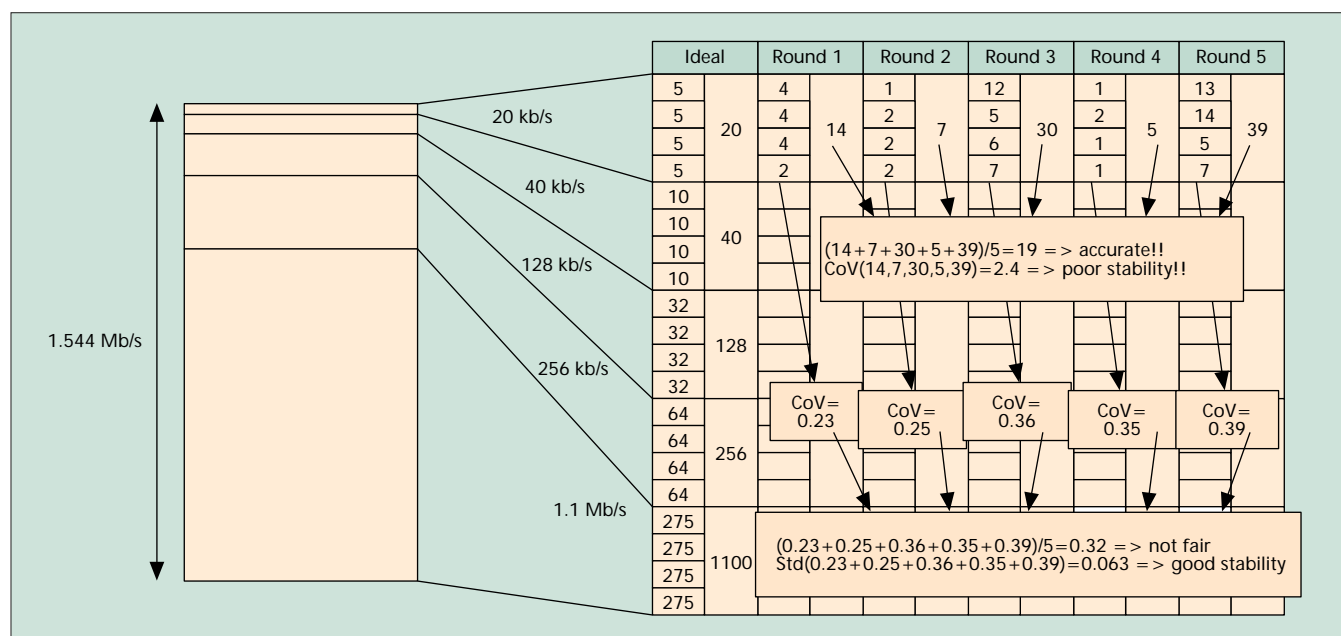 Ideal Round 1 Round 2 Round 3 Round 4 Round 5
5 4 1 12 1 13
5 4 2 5 2 14
20 14 7 30 5 39
5 4 2 6 1 5
5 2 2 7 1 7
10
10
40
10
10
32
32
128
32
32
64
64
256
64
64
275
275
1100
275
275
1.544 Mb/s
20 kb/s
40 kb/s
128 kb/s
256 kb/s
1.1 Mb/s
(14+7+30+5+39)/5=19 => accurate!!
CoV(14,7,30,5,39)=2.4 => poor stability!!
CoV=
0.23
CoV=
0.25
CoV=
0.36
CoV=
0.35
CoV=
0.39
(0.23+0.25+0.36+0.35+0.39)/5=0.32 => not fair
Std(0.23+0.25+0.36+0.35+0.39)=0.063 => good stability